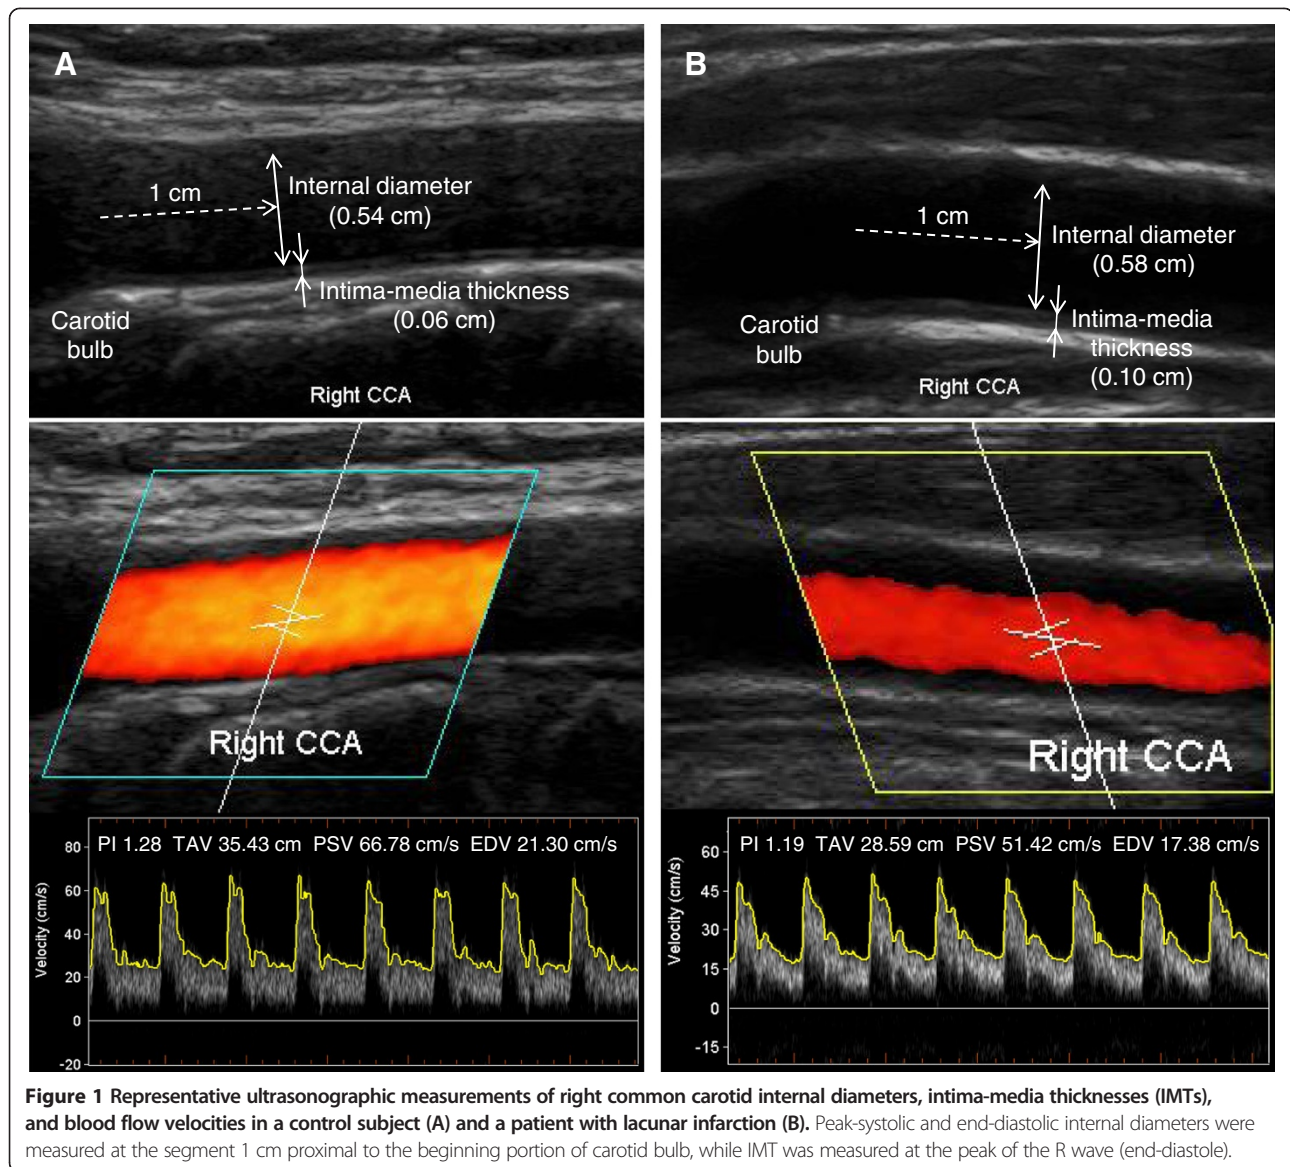 A
1 cm
Internal diameter
(0.54 cm)
Intima-media thickness
(0.06 cm)
Carotid
bulb
Right CCA
B
1 cm
Internal diameter
(0.58 cm)
Carotid
bulb
Intima-media
thickness
(0.10 cm)
Right CCA
Right CCA
Right CCA
PI 1.28 TAV 35.43 cm PSV 66.78 cm/s EDV 21.30 cm/s
Velocity (cm/s)
80
60
40
20
0
-20
PI 1.19 TAV 28.59 cm PSV 51.42 cm/s EDV 17.38 cm/s
Velocity (cm/s)
60
45
30
15
0
-15
Figure 1 Representative ultrasonographic measurements of right common carotid internal diameters, intima-media thicknesses (IMTs),
and blood flow velocities in a control subject (A) and a patient with lacunar infarction (B). Peak-systolic and end-diastolic internal diameters were
measured at the segment 1 cm proximal to the beginning portion of carotid bulb, while IMT was measured at the peak of the R wave (end-diastole).